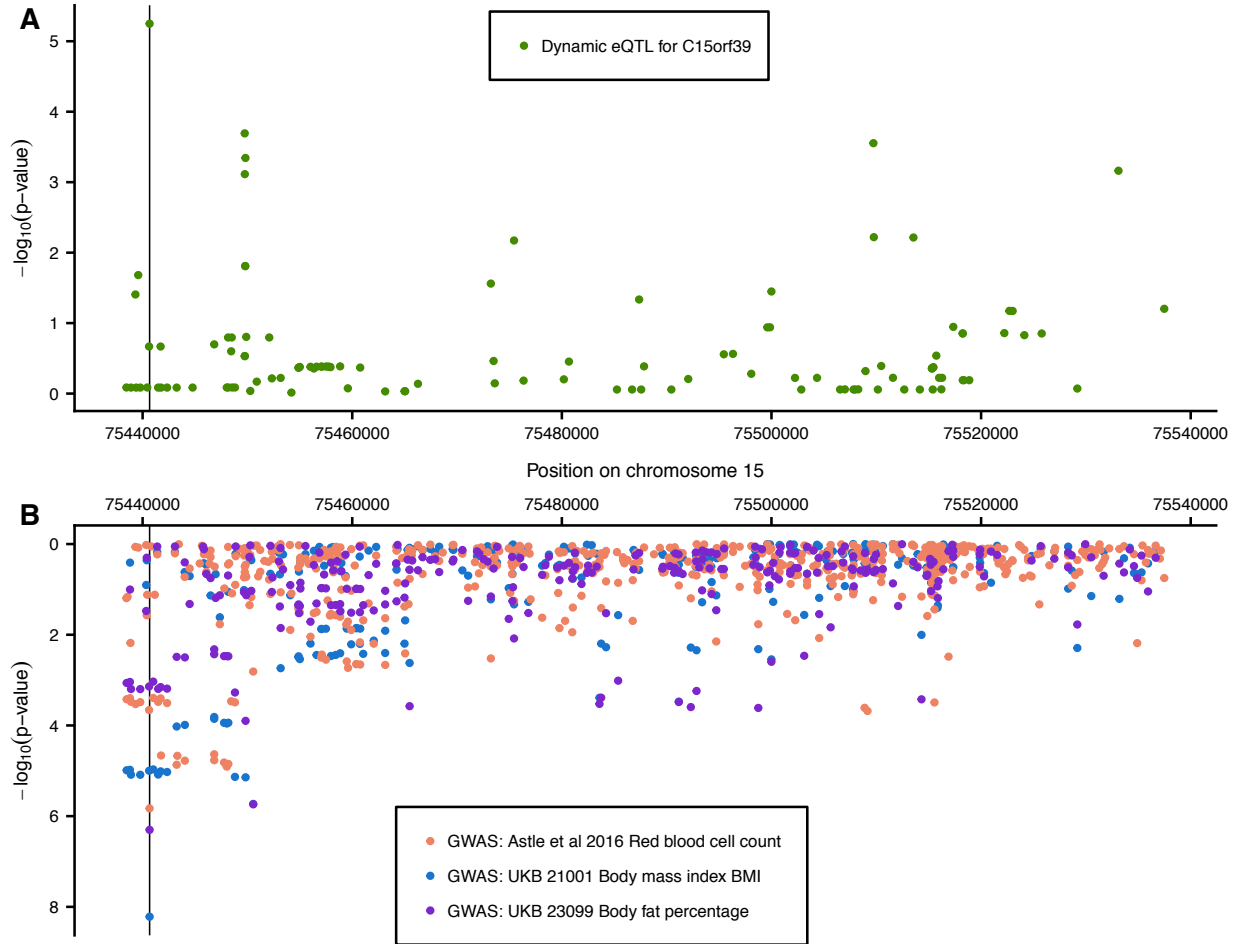 A
Dynamic eQTL for C15orf39
5
4
3
2
1
0
−log10(p−value)
75440000 75460000 75480000 75500000 75520000 75540000
Position on chromosome 15
B
75440000 75460000 75480000 75500000 75520000 75540000
0
2
4
6
8
−log10(p−value)
GWAS: Astle et al 2016 Red blood cell count
GWAS: UKB 21001 Body mass index BMI
GWAS: UKB 23099 Body fat percentage